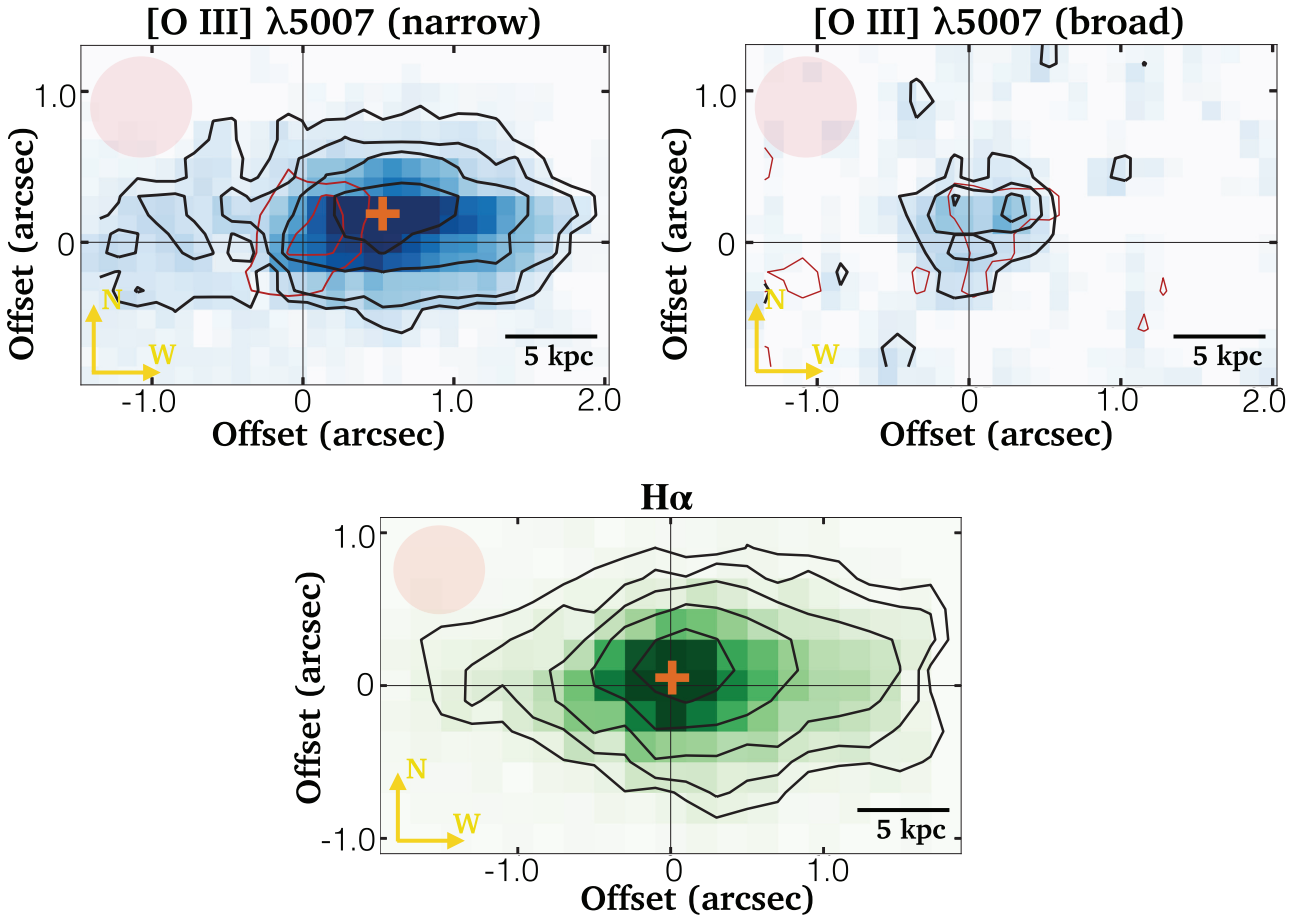 [O III] λ5007 (narrow)
[O III] λ5007 (broad)
Offset (arcsec)
1.0
0
N
W
5 kpc
-1.0
0
1.0
2.0
Offset (arcsec)
Offset (arcsec)
1.0
0
N
W
5 kpc
-1.0
0
1.0
2.0
Offset (arcsec)
Hα
Offset (arcsec)
1.0
0
-1.0
N
W
5 kpc
-1.0
0
1.0
Offset (arcsec)